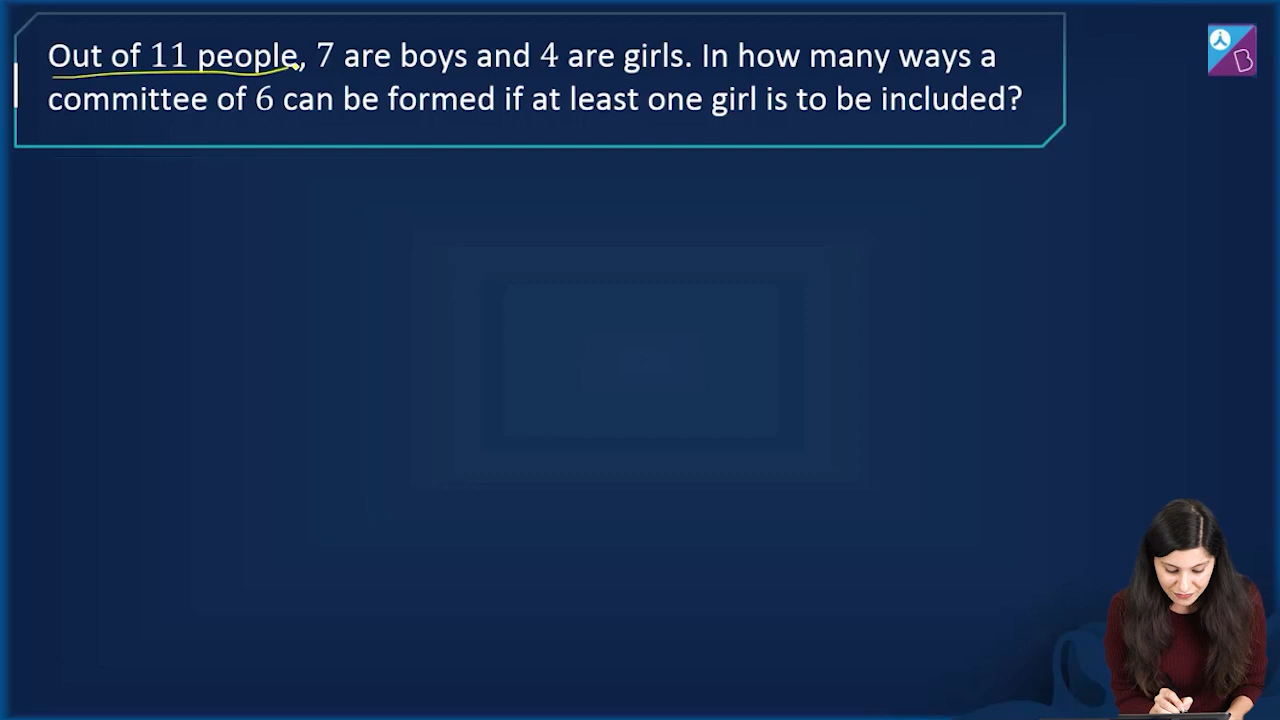 Out of 11 people, 7 are boys and 4 are girls. In how many ways a
committee of 6 can be formed if at least one girl is to be included?
B